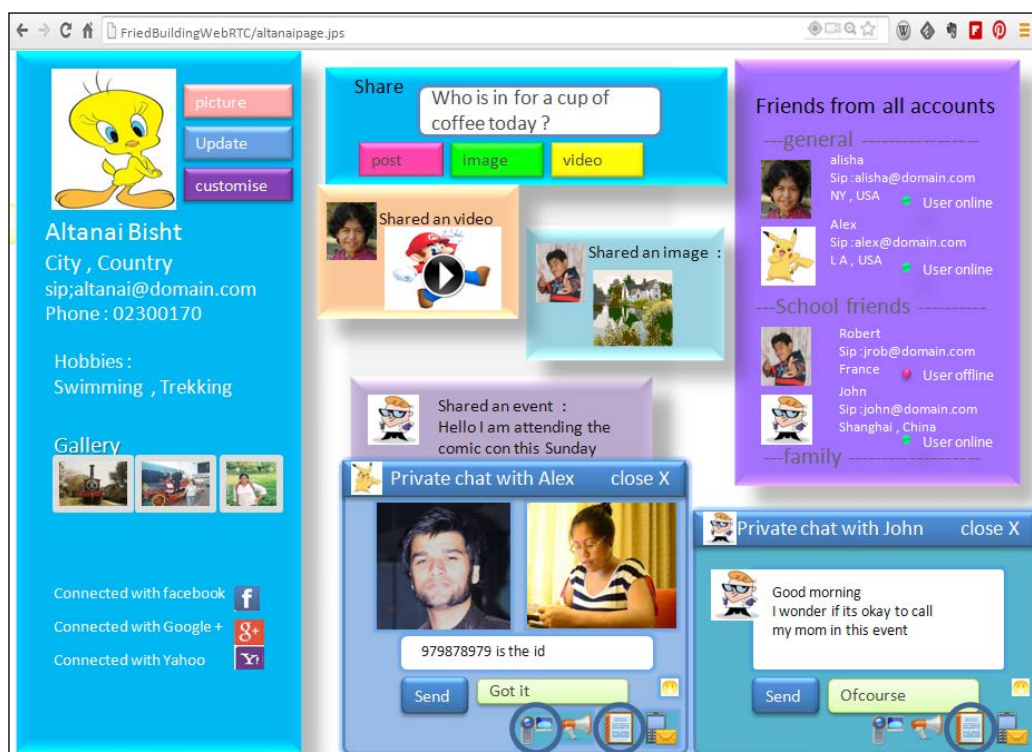 FriedBuildingWebRTC/altanaipage.jps
picture
Update
customise
Altanai Bisht
City , Country
sip;altanai@domain.com
Phone : 02300170
Hobbies :
Swimming , Trekking
Gallery
Connected with facebook
f
Connected with Google +
g+
Connected with Yahoo
Y!
Share
Who is in for a cup of
coffee today ?
post
image
video
Shared an video
Shared an image :
Shared an event :
Hello I am attending the
comic con this Sunday
Friends from all accounts
---general -----------------
alisha
Sip :alisha@domain.com
NY , USA
User online
Alex
Sip :alex@domain.com
L A , USA
User online
---School friends ----------
Robert
Sip :jrob@domain.com
France
User offline
John
Sip :john@domain.com
Shanghai , China
User online
---family -------------------
Private chat with Alex close X
979878979 is the id
Send
Got it
Private chat with John close X
Good morning
I wonder if its okay to call
my mom in this event
Send
Ofcourse